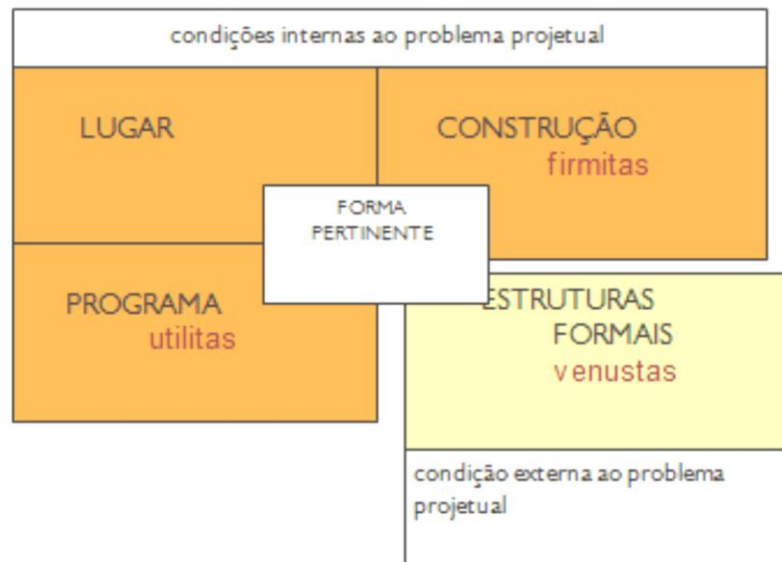 condições internas ao problema projetual
LUGAR
CONSTRUÇÃO
firmitas
FORMA
PERTINENTE
PROGRAMA
utilitas
ESTRUTURAS
FORMAIS
venustas
condição externa ao problema
projetual